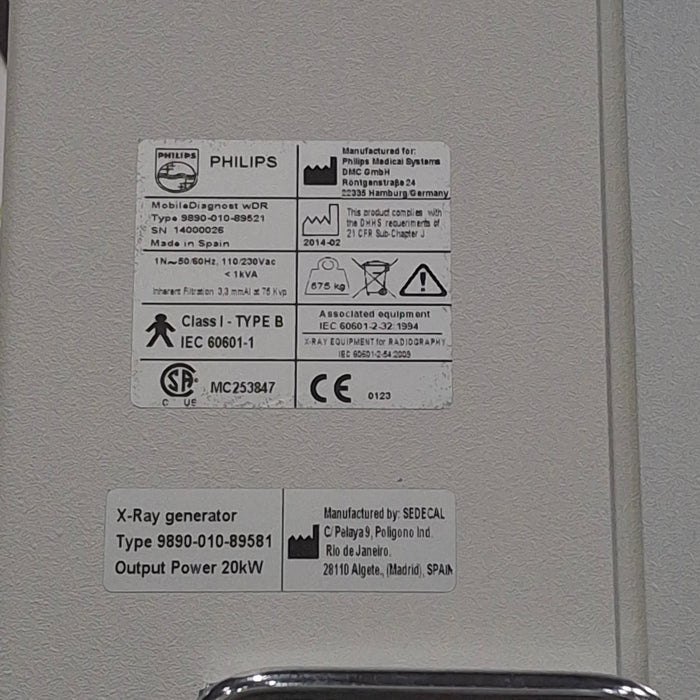 PHILIPS
PHILIPS
Manufactured for:
Philips Medical Systems
DMC GmbH
Röntgenstraße 24
22335 Hamburg/Germany
MobileDiagnost wDR
Type 9890-010-89521
SN 14000026
Made in Spain
2014-02
This product complies with
the DHHS requeriments of
21 CFR Sub-Chapter J
1N~50/60Hz, 110/230Vac
< 1kVA
Inherent Filtration 3,3 mmAl at 75 Kvp
575 kg
Class I - TYPE B
IEC 60601-1
Associated equipment
IEC 60601-2-32:1994
X-RAY EQUIPMENT for RADIOGRAPHY
IEC 60601-2-54:2009
SA
C US
MC253847
CE 0123
X-Ray generator
Type 9890-010-89581
Output Power 20kW
Manufactured by: SEDECAL
C/Pelaya 9, Poligono Ind.
Rio de Janeiro.
28110 Algete., (Madrid), SPAIN